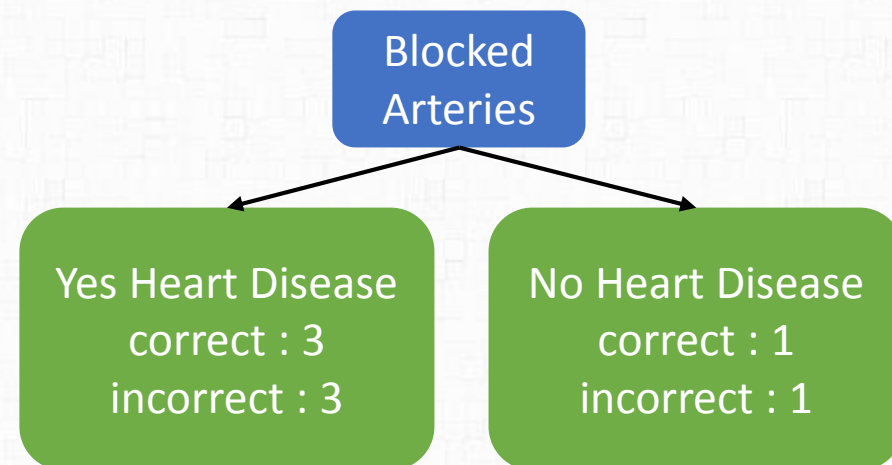 Blocked
Arteries
Yes Heart Disease
correct : 3
incorrect : 3
No Heart Disease
correct : 1
incorrect : 1